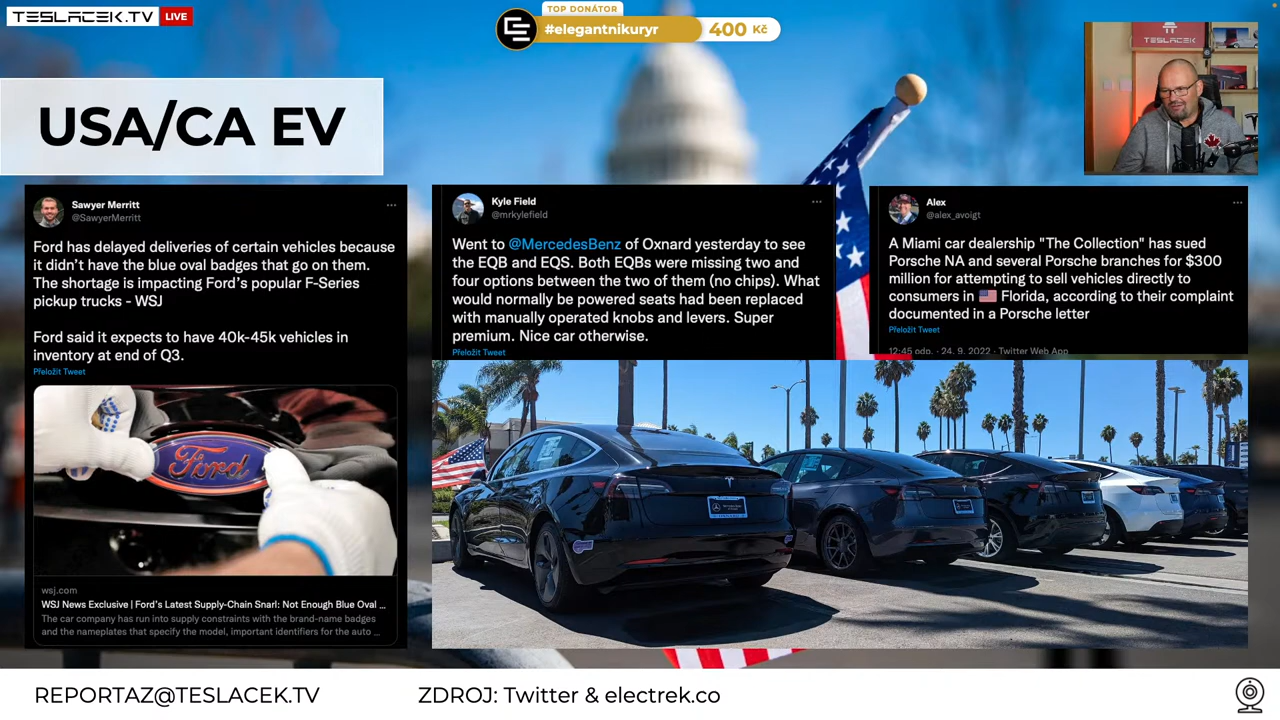 TESLACEK.TV LIVE
TOP DONÁTOR
#elegantnikuryr 400 Kč
TESLACEK
USA/CA EV
Sawyer Merritt
@SawyerMerritt
Ford has delayed deliveries of certain vehicles because
it didn't have the blue oval badges that go on them.
The shortage is impacting Ford's popular F-Series
pickup trucks - WSJ
Ford said it expects to have 40k-45k vehicles in
inventory at end of Q3.
Přeložit Tweet
Ford
wsj.com
WSJ News Exclusive | Ford's Latest Supply-Chain Snarl: Not Enough Blue Oval ...
The car company has run into supply constraints with the brand-name badges
and the nameplates that specify the model, important identifiers for the auto ...
Kyle Field
@mrkylefield
Went to @MercedesBenz of Oxnard yesterday to see
the EQB and EQS. Both EQBs were missing two and
four options between the two of them (no chips). What
would normally be powered seats had been replaced
with manually operated knobs and levers. Super
premium. Nice car otherwise.
Přeložit Tweet
Alex
@alex_avoigt
A Miami car dealership "The Collection" has sued
Porsche NA and several Porsche branches for $300
million for attempting to sell vehicles directly to
consumers in 🇺🇸 Florida, according to their complaint
documented in a Porsche letter
Přeložit Tweet
12:45 odp. · 24. 9. 2022 · Twitter Web App
REPORTAZ@TESLACEK.TV
ZDROJ: Twitter & electrek.co